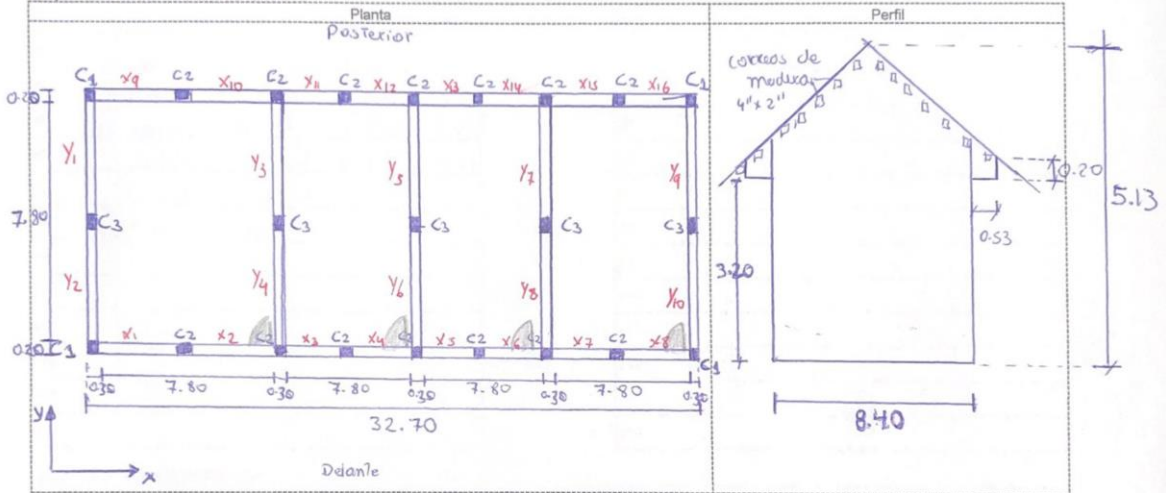 Planta
Posterior
C1 x9 C2 x10 C2 x11 C2 x12 C2 x3 C2 x14 C2 x15 C2 x16 C1
0.20
y1 y3 y5 y7 y9
7.80
C3 C3 C3 C3 C3
y2 y4 y6 y8 y10
0.20 C1 x1 C2 x2 C2 x3 C2 x4 C2 x5 C2 x6 C2 x7 C2 x8 C1
0.30 7.80 0.30 7.80 0.30 7.80 0.30 7.80 0.30
32.70
y
x
Delante
Perfil
correas de
madera
4"x2"
0.20
5.13
0.53
3.20
8.40